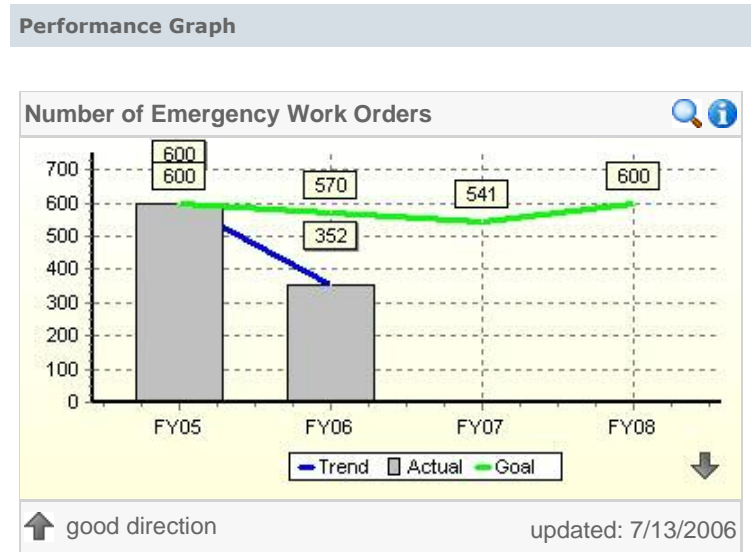 Performance Graph
Number of Emergency Work Orders
700
600
500
400
300
200
100
0
600
600
570
352
541
600
FY05 FY06 FY07 FY08
Trend Actual Goal
good direction updated: 7/13/2006